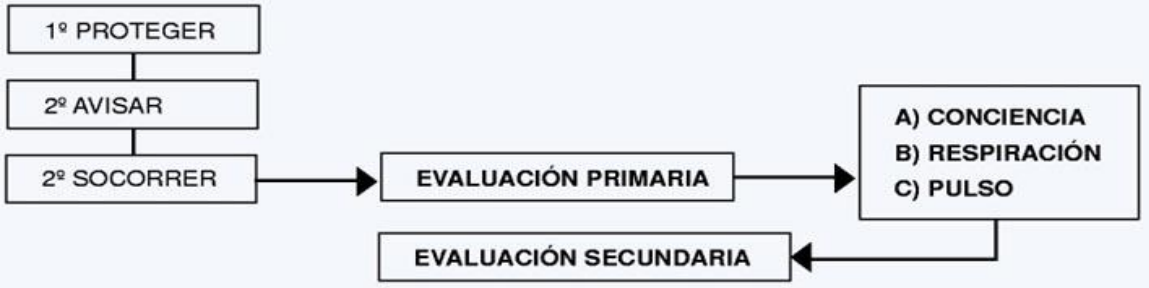 1º PROTEGER
2º AVISAR
2º SOCORRER
EVALUACIÓN PRIMARIA
A) CONCIENCIA
B) RESPIRACIÓN
C) PULSO
EVALUACIÓN SECUNDARIA